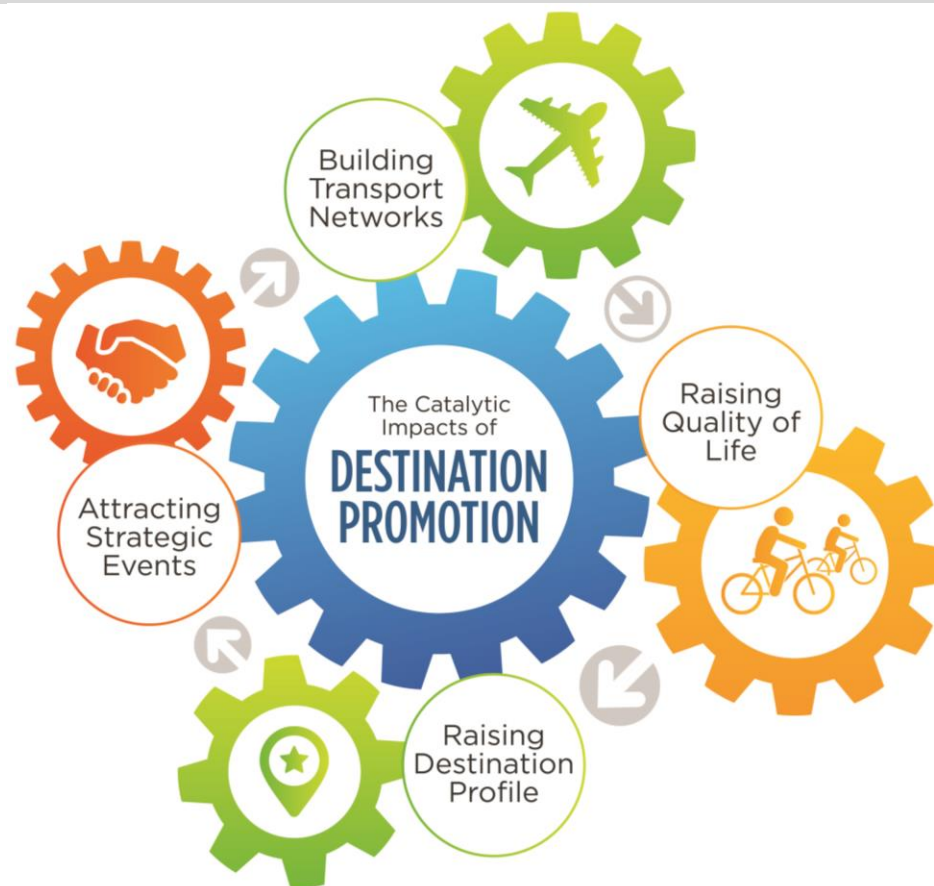 Building
Transport
Networks
The Catalytic
Impacts of
DESTINATION
PROMOTION
Raising
Quality of
Life
Attracting
Strategic
Events
Raising
Destination
Profile